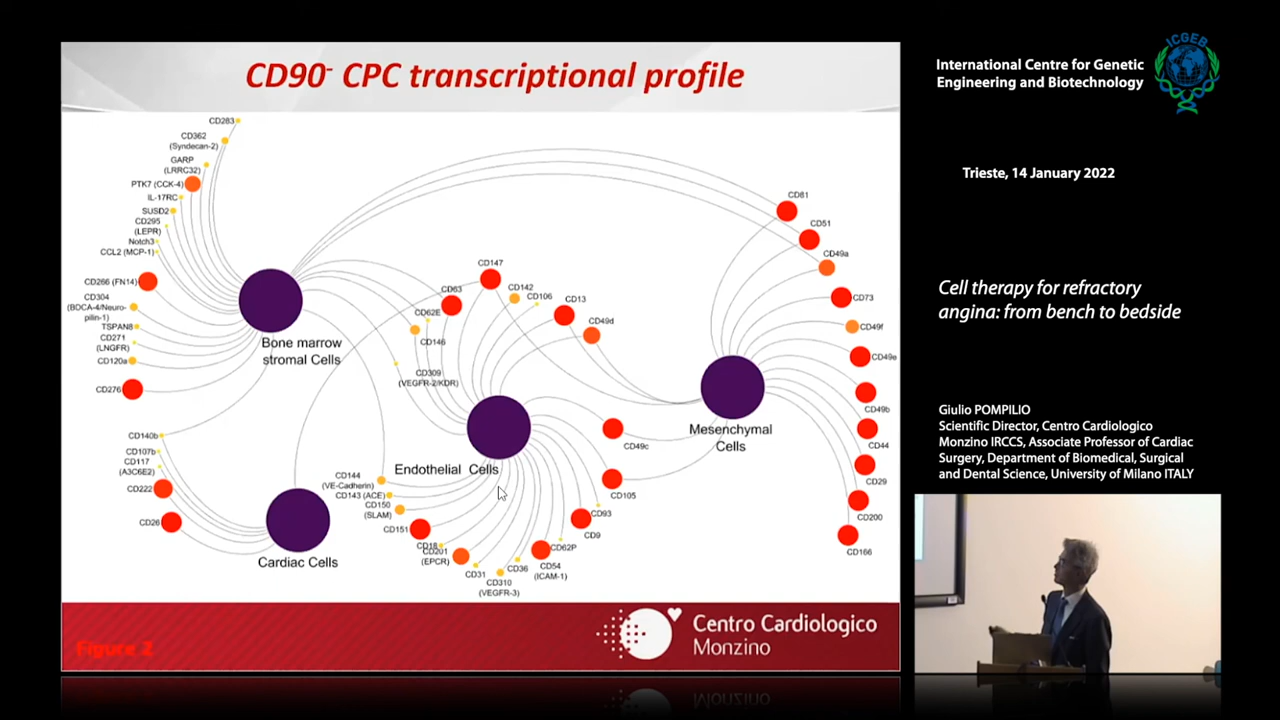 CD90- CPC transcriptional profile
CD283
CD362
(Syndecan-2)
GARP
(LRRC32)
PTK7 (CCK-4)
IL-17RC
SUSD2
CD295
(LEPR)
Notch3
CCL2 (MCP-1)
CD266 (FN14)
CD304
(BDCA-4/Neuro-
pilin-1)
TSPAN8
CD271
(LNGFR)
CD120a
CD276
Bone marrow
stromal Cells
CD140b
CD107b
CD117
(A3C6E2)
CD222
CD26
Cardiac Cells
CD147
CD63
CD142
CD106
CD13
CD62E
CD146
CD49d
CD309
(VEGFR-2/KDR)
Endothelial Cells
CD49c
CD105
CD144
(VE-Cadherin)
CD143 (ACE)
CD150
(SLAM)
CD151
CD18
CD201
(EPCR)
CD31
CD310
(VEGFR-3)
CD36
CD54
(ICAM-1)
CD62P
CD9
CD93
Mesenchymal
Cells
CD81
CD51
CD49a
CD73
CD49f
CD49e
CD49b
CD44
CD29
CD200
CD166
Figure 2
Centro Cardiologico
Monzino
International Centre for Genetic
Engineering and Biotechnology
ICGEB
Trieste, 14 January 2022
Cell therapy for refractory
angina: from bench to bedside
Giulio POMPILIO
Scientific Director, Centro Cardiologico
Monzino IRCCS, Associate Professor of Cardiac
Surgery, Department of Biomedical, Surgical
and Dental Science, University of Milano ITALY